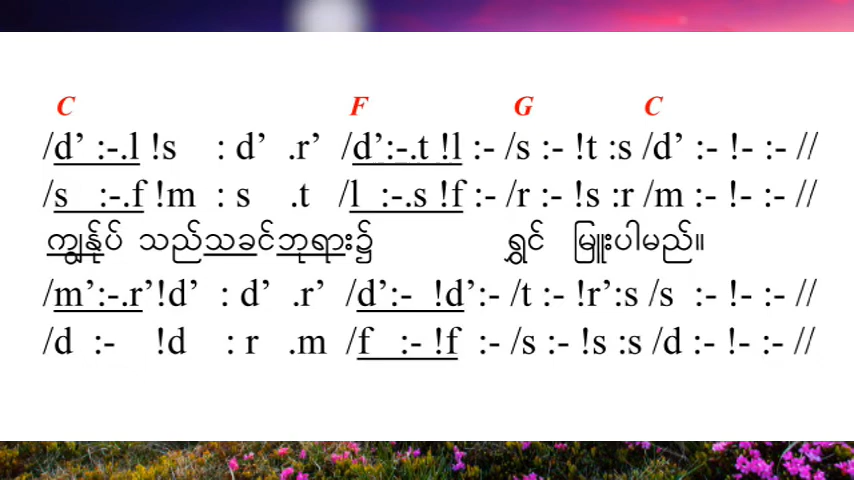 C F G C
/d’ :-.l !s : d’ .r’ /d’:-.t !l :- /s :- !t :s /d’ :- !- :- //
/s :-.f !m : s .t /l :-.s !f :- /r :- !s :r /m :- !- :- //
ကျွန်ုပ် သည်သခင်ဘုရား၌ ရွှင် မြူးပါမည်။
/m’:-.r’!d’ : d’ .r’ /d’:- !d’:- /t :- !r’:s /s :- !- :- //
/d :- !d : r .m /f :- !f :- /s :- !s :s /d :- !- :- //